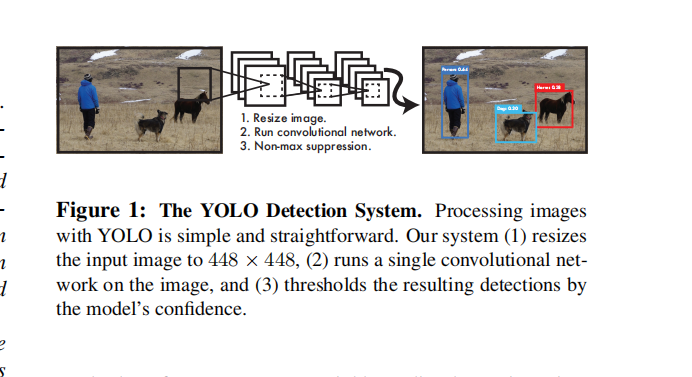 Person: 0.64
Horse: 0.28
Dog: 0.30
1. Resize image.
2. Run convolutional network.
3. Non-max suppression.
Figure 1: The YOLO Detection System. Processing images
with YOLO is simple and straightforward. Our system (1) resizes
the input image to 448 × 448, (2) runs a single convolutional net-
work on the image, and (3) thresholds the resulting detections by
the model's confidence.